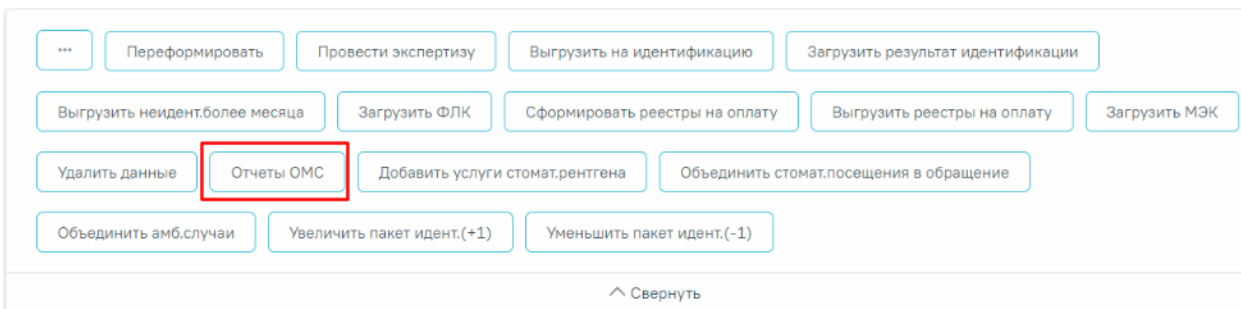 ... Переформировать Провести экспертизу Выгрузить на идентификацию Загрузить результат идентификации
Выгрузить неидент.более месяца Загрузить ФЛК Сформировать реестры на оплату Выгрузить реестры на оплату Загрузить МЭК
Удалить данные Отчеты ОМС Добавить услуги стомат.рентгена Объединить стомат.посещения в обращение
Объединить амб.случаи Увеличить пакет идент.(+1) Уменьшить пакет идент.(-1)
Свернуть